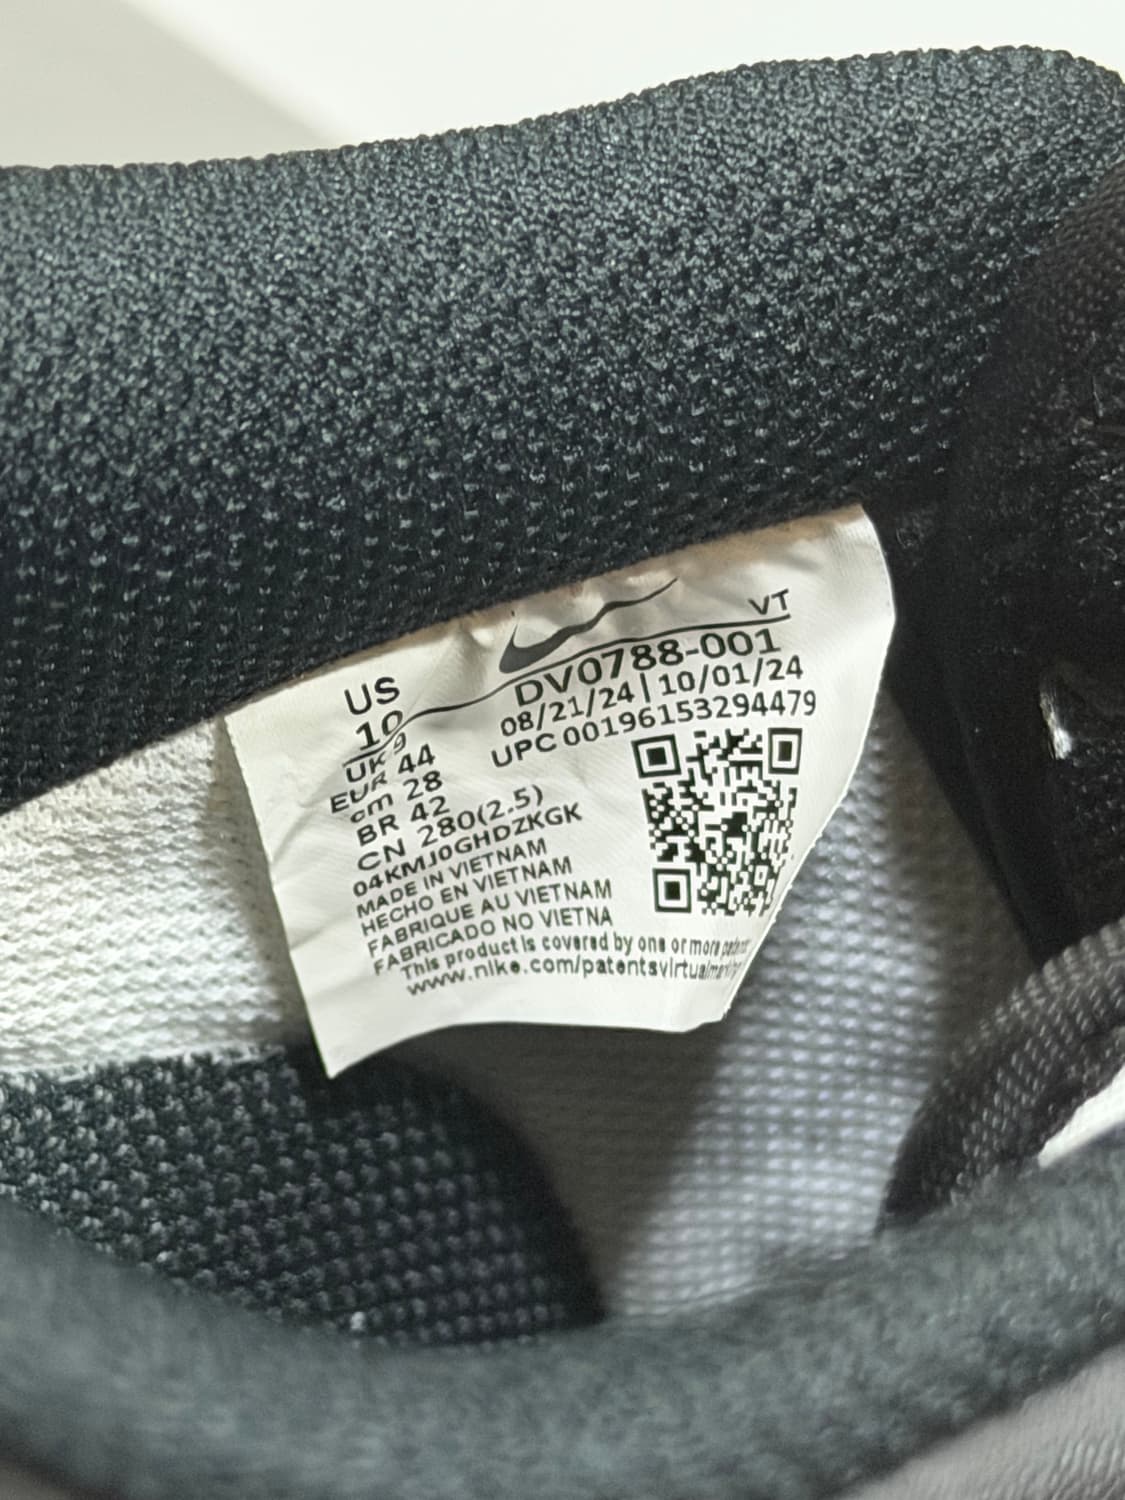 US
10
UK 9
EUR 44
cm 28
BR 42
CN 280(2.5)
VT
DV0788-001
08/21/24 | 10/01/24
UPC 00196153294479
04KMJ0GHDZKGK
MADE IN VIETNAM
HECHO EN VIETNAM
FABRIQUE AU VIETNAM
FABRICADO NO VIETNA
This product is covered by one or more
www.nike.com/patentsvirtual